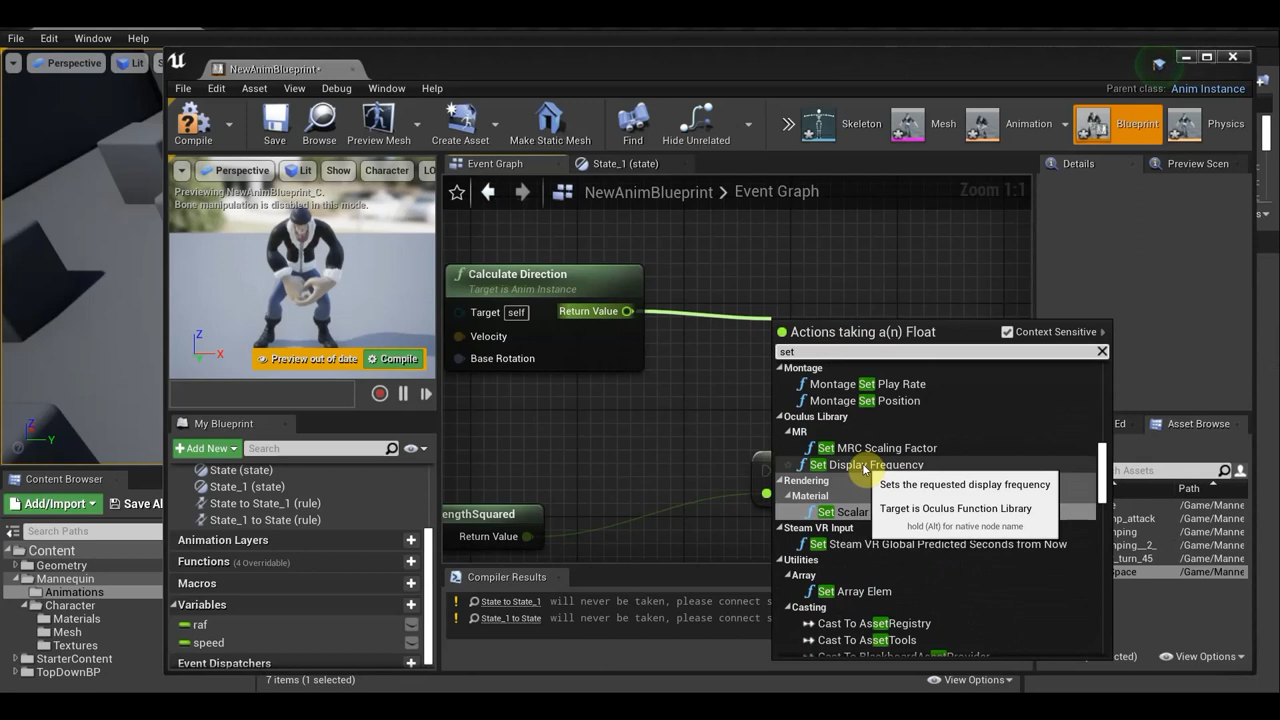 File Edit Window Help
Perspective Lit
NewAnimBlueprint*
File Edit Asset View Debug Window Help
Parent class: Anim Instance
Compile Save Browse Preview Mesh Create Asset Make Static Mesh Find Hide Unrelated Skeleton Mesh Animation Blueprint Physics
Perspective Lit Show Character LO
Previewing NewAnimBlueprint_C.
Bone manipulation is disabled in this mode.
Z
X
Preview out of date Compile
Event Graph State_1 (state)
NewAnimBlueprint > Event Graph Zoom 1:1
Details Preview Scen
Calculate Direction
Target is Anim Instance
Target self Return Value
Velocity
Base Rotation
engthSquared
Return Value
D
Actions taking a(n) Float Context Sensitive
set
Montage
Montage Set Play Rate
Montage Set Position
Oculus Library
MR
Set MRC Scaling Factor
Set Display Frequency
Rendering
Material
Set Scalar
Steam VR Input
Set Steam VR Global Predicted Seconds from Now
Utilities
Array
Set Array Elem
Casting
Cast To AssetRegistry
Cast To AssetTools
Sets the requested display frequency
Target is Oculus Function Library
hold (Alt) for native node name
My Blueprint
Add New Search
State (state)
State_1 (state)
State to State_1 (rule)
State_1 to State (rule)
Animation Layers
Functions (4 Overridable)
Macros
Variables
raf
speed
Event Dispatchers
Compiler Results
State to State_1 will never be taken, please connect s
State_1 to State will never be taken, please connect s
Z
Y
Content Browser
Add/Import Save Al
Search Paths
Content
Geometry
Mannequin
Animations
Character
Materials
Mesh
Textures
StarterContent
TopDownBP
7 items (1 selected)
View Options
Ed Asset Browse
Assets
Path
mp_attack /Game/Manne
mping /Game/Manne
mping__2_ /Game/Manne
_turn_45 /Game/Manne
Space /Game/Manne
ected) View Options